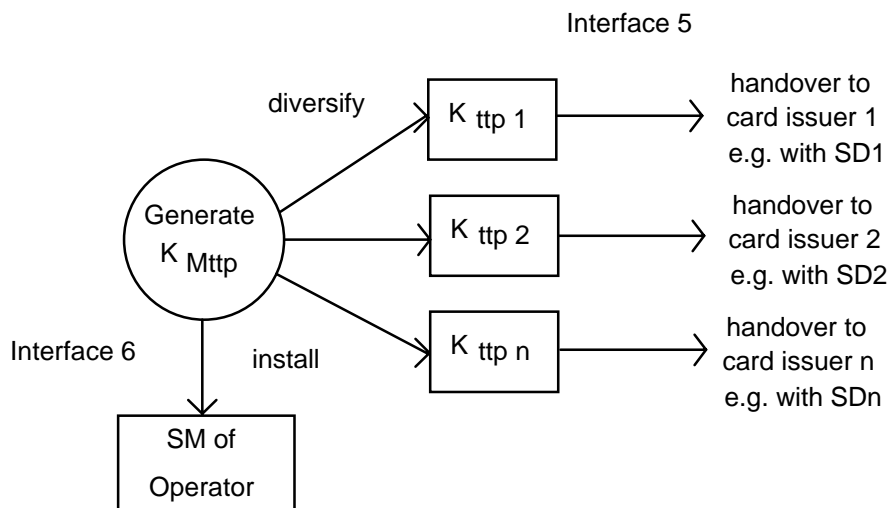 Interface 5
diversify
K ttp 1
handover to
card issuer 1
e.g. with SD1
Generate
K Mttp
K ttp 2
handover to
card issuer 2
e.g. with SD2
Interface 6
install
K ttp n
handover to
card issuer n
e.g. with SDn
SM of
Operator